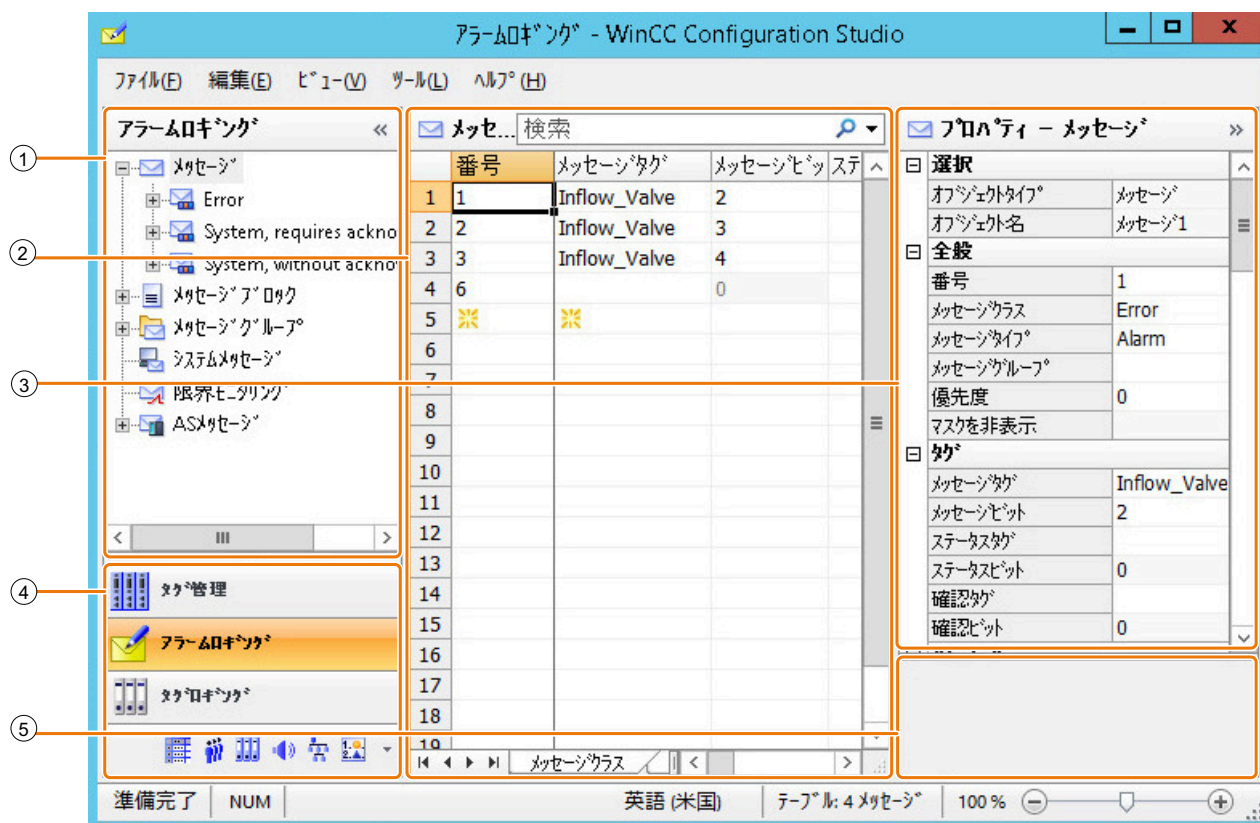 ｱﾗｰﾑﾛｷﾞﾝｸﾞ - WinCC Configuration Studio
ﾌｧｲﾙ(F) 編集(E) ﾋﾞｭｰ(V) ﾂｰﾙ(L) ﾍﾙﾌﾟ(H)
① ② ③ ④ ⑤
ｱﾗｰﾑﾛｷﾞﾝｸﾞ «
ﾒｯｾｰｼﾞ
Error
System, requires ackno
System, without ackno
ﾒｯｾｰｼﾞﾌﾞﾛｯｸ
ﾒｯｾｰｼﾞｸﾞﾙｰﾌﾟ
ｼｽﾃﾑﾒｯｾｰｼﾞ
限界ﾓﾆﾀﾘﾝｸﾞ
ASﾒｯｾｰｼﾞ
ﾀｸﾞ管理
ｱﾗｰﾑﾛｷﾞﾝｸﾞ
ﾀｸﾞﾛｷﾞﾝｸﾞ
ﾒｯｾ... 検索
番号 ﾒｯｾｰｼﾞﾀｸﾞ ﾒｯｾｰｼﾞﾋﾞｯ ｽﾃ
1 1 Inflow_Valve 2
2 2 Inflow_Valve 3
3 3 Inflow_Valve 4
4 6 0
5
6
7
8
9
10
11
12
13
14
15
16
17
18
19
ﾒｯｾｰｼﾞｸﾗｽ
ﾌﾟﾛﾊﾟﾃｨ - ﾒｯｾｰｼﾞ »
選択
ｵﾌﾞｼﾞｪｸﾄﾀｲﾌﾟ ﾒｯｾｰｼﾞ
ｵﾌﾞｼﾞｪｸﾄ名 ﾒｯｾｰｼﾞ1
全般
番号 1
ﾒｯｾｰｼﾞｸﾗｽ Error
ﾒｯｾｰｼﾞﾀｲﾌﾟ Alarm
ﾒｯｾｰｼﾞｸﾞﾙｰﾌﾟ
優先度 0
ﾏｽｸを非表示
ﾀｸﾞ
ﾒｯｾｰｼﾞﾀｸﾞ Inflow_Valve
ﾒｯｾｰｼﾞﾋﾞｯﾄ 2
ｽﾃｰﾀｽﾀｸﾞ
ｽﾃｰﾀｽﾋﾞｯﾄ 0
確認ﾀｸﾞ
確認ﾋﾞｯﾄ 0
準備完了 NUM 英語 (米国) ﾃｰﾌﾞﾙ: 4 ﾒｯｾｰｼﾞ 100 %